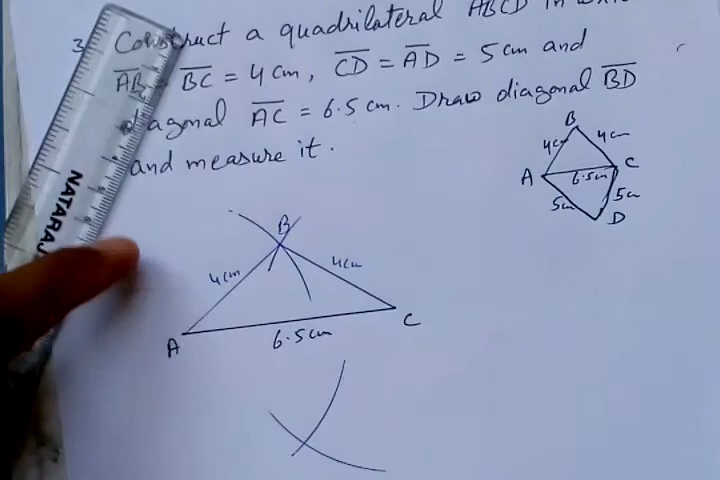 3. Construct a quadrilateral ABCD in
AB = BC = 4 cm, CD = AD = 5 cm and
diagonal AC = 6.5 cm. Draw diagonal BD
and measure it.
B
4cm 4cm
A 6.5cm C
5cm 5cm
D
B
4cm 4cm
A 6.5cm C
NATARAJ